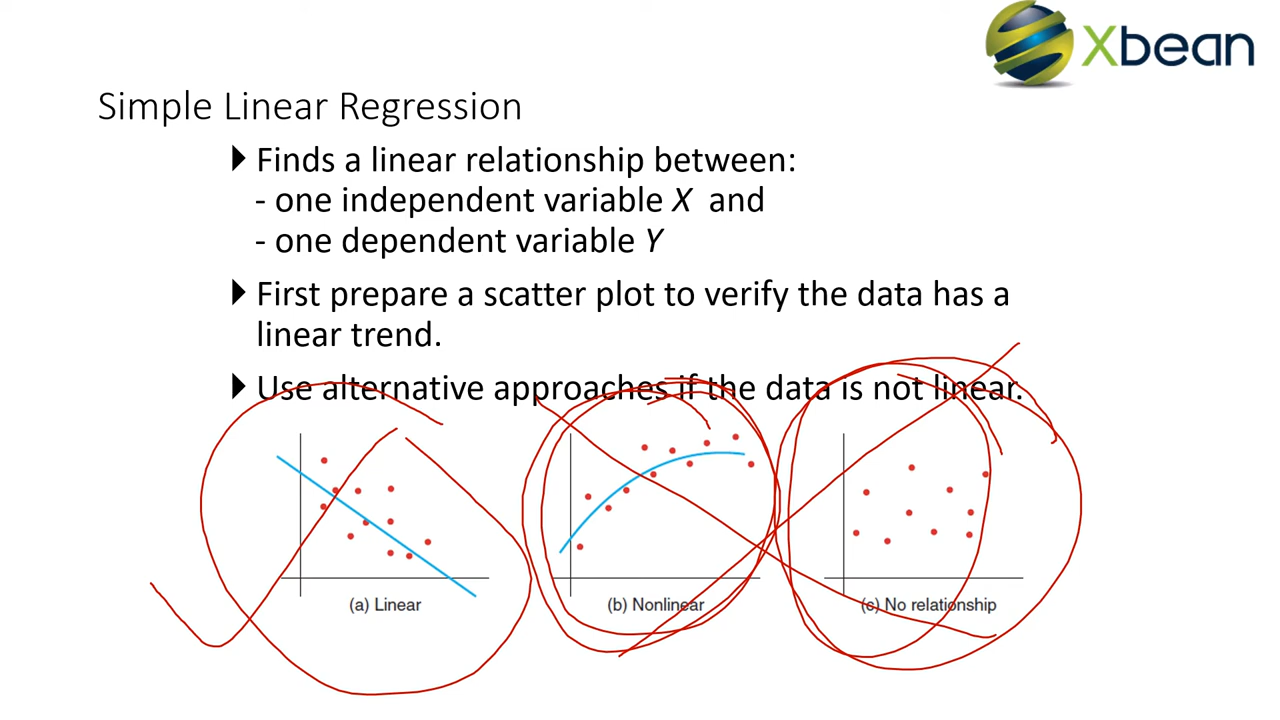 Xbean
Simple Linear Regression
Finds a linear relationship between:
- one independent variable X and
- one dependent variable Y
First prepare a scatter plot to verify the data has a
linear trend.
Use alternative approaches if the data is not linear.
(a) Linear
(b) Nonlinear
(c) No relationship